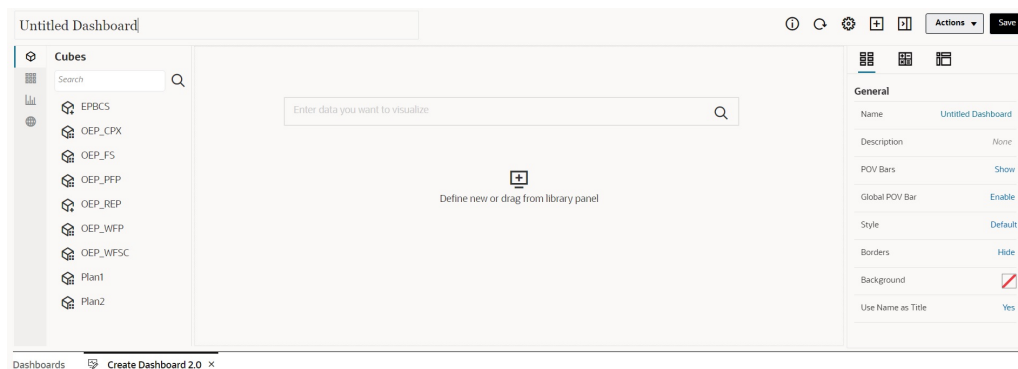 Untitled Dashboard
Actions
Save
Cubes
Search
EPBCS
OEP_CPX
OEP_FS
OEP_PFP
OEP_REP
OEP_WFP
OEP_WFSC
Plan1
Plan2
Enter data you want to visualize
Define new or drag from library panel
General
Name Untitled Dashboard
Description None
POV Bars Show
Global POV Bar Enable
Style Default
Borders Hide
Background
Use Name as Title Yes
Dashboards Create Dashboard 2.0 ×